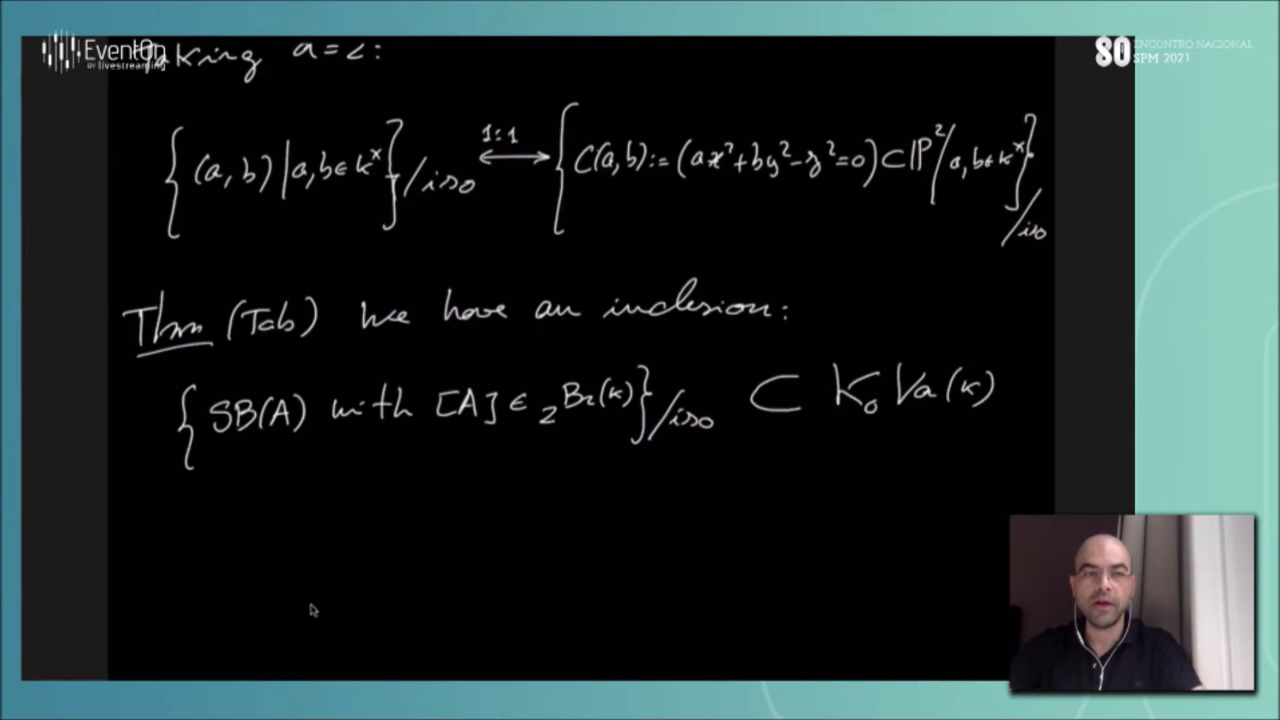 EventOn
BY livestreaming
80 ENCONTRO NACIONAL
SPM 2021
Taking a=2:
{(a,b) | a,b∈k^×}/iso ⟷^{1:1} {C(a,b):=(ax²+by²-z²=0)⊂ℙ² / a,b∈k^×}/iso
Thm (Tab) We have an inclusion:
{SB(A) with [A]∈ ₂Br(k)}/iso ⊂ K₀Va(k)